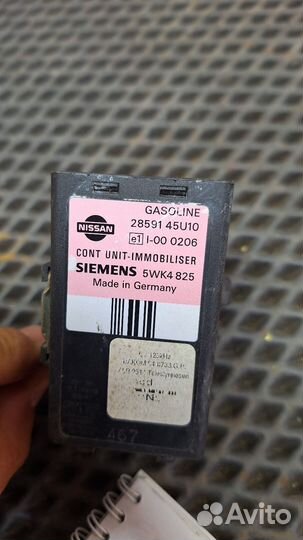 GASOLINE
NISSAN
28591 45U10
e1 I-00 0206
CONT UNIT-IMMOBILISER
SIEMENS 5WK4 825
Made in Germany
467
Avito